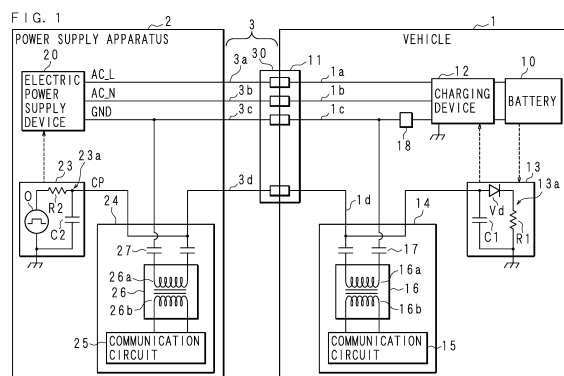 FIG. 1
2
3
1
POWER SUPPLY APPARATUS
VEHICLE
20
30
11
12
10
ELECTRIC POWER SUPPLY DEVICE
AC_L
3a
1a
AC_N
3b
1b
GND
3c
1c
CHARGING DEVICE
BATTERY
18
23
23a
CP
3d
1d
24
14
13
13a
O
R2
C2
Vd
C1
R1
27
17
26a
26
26b
16a
16
16b
25
COMMUNICATION CIRCUIT
COMMUNICATION CIRCUIT
15